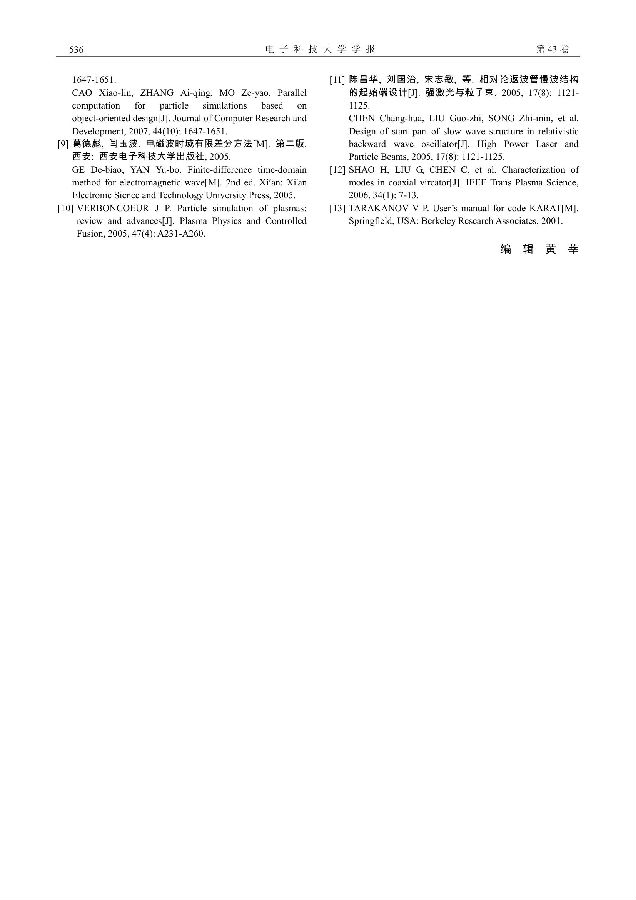 536
电 子 科 技 大 学 学 报
第 43 卷
1647-1651.
CAO Xiao-lin, ZHANG Ai-qing, MO Ze-yao. Parallel
computation for particle simulations based on
object-oriented design[J]. Journal of Computer Research and
Development, 2007, 44(10): 1647-1651.
[9] 葛德彪, 闫玉波. 电磁波时域有限差分方法[M]. 第二版.
西安: 西安电子科技大学出版社, 2005.
GE De-biao, YAN Yu-bo. Finite-difference time-domain
method for electromagnetic wave[M]. 2nd ed. Xi'an: Xi'an
Electronic Sience and Technology University Press, 2005.
[10] VERBONCOEUR J P. Particle simulation of plasmas:
review and advances[J]. Plasma Physics and Controlled
Fusion, 2005, 47(4): A231-A260.
[11] 陈昌华, 刘国治, 宋志敏, 等. 相对论返波管慢波结构
的起始端设计[J]. 强激光与粒子束, 2005, 17(8): 1121-
1125.
CHEN Chang-hua, LIU Guo-zhi, SONG Zhi-min, et al.
Design of start part of slow wave structure in relativistic
backward wave oscillator[J]. High Power Laser and
Particle Beams, 2005, 17(8): 1121-1125.
[12] SHAO H, LIU G, CHEN C, et al. Characterization of
modes in coaxial vircator[J]. IEEE Trans Plasma Science,
2006, 34(1): 7-13.
[13] TARAKANOV V P. User's manual for code KARAT[M].
Springfield, USA: Berkeley Research Associates, 2001.
编 辑 黄 莘